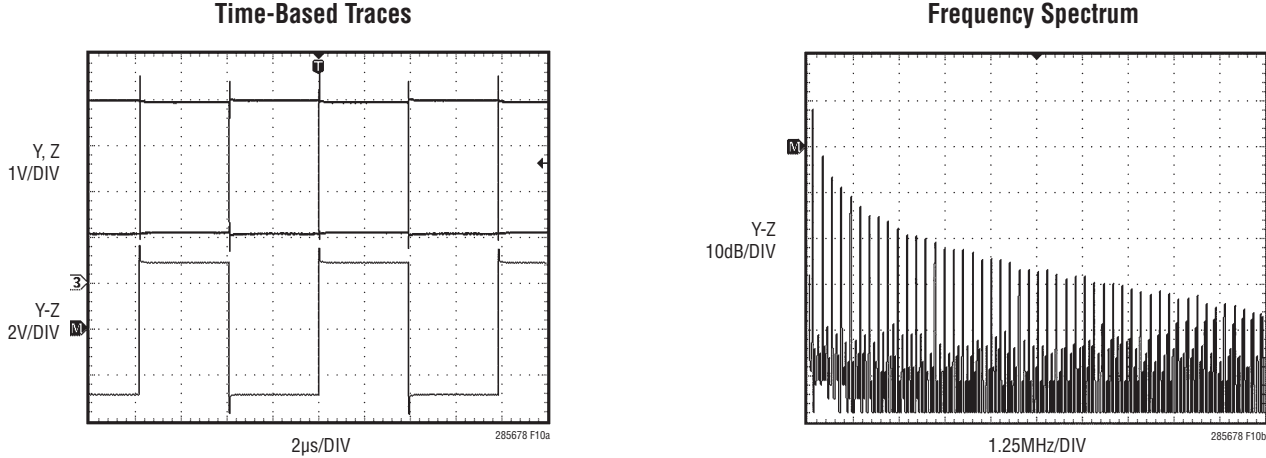 Time-Based Traces
T
Y, Z
1V/DIV
3
Y-Z
2V/DIV
M
2µs/DIV
285678 F10a
Frequency Spectrum
M
Y-Z
10dB/DIV
1.25MHz/DIV
285678 F10b